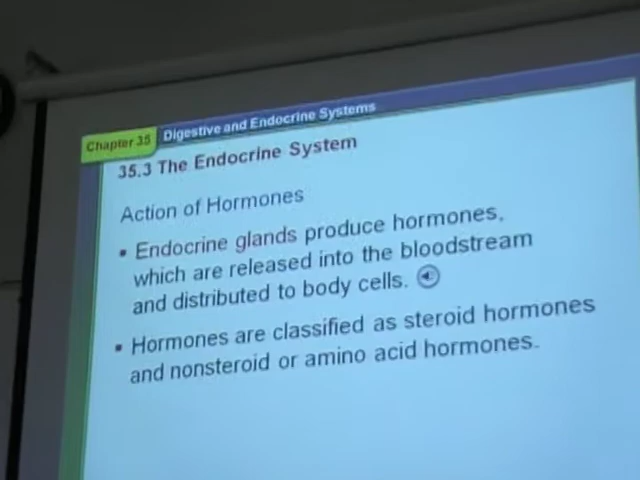 Chapter 35 Digestive and Endocrine Systems
35.3 The Endocrine System
Action of Hormones
▪ Endocrine glands produce hormones,
which are released into the bloodstream
and distributed to body cells.
▪ Hormones are classified as steroid hormones
and nonsteroid or amino acid hormones.